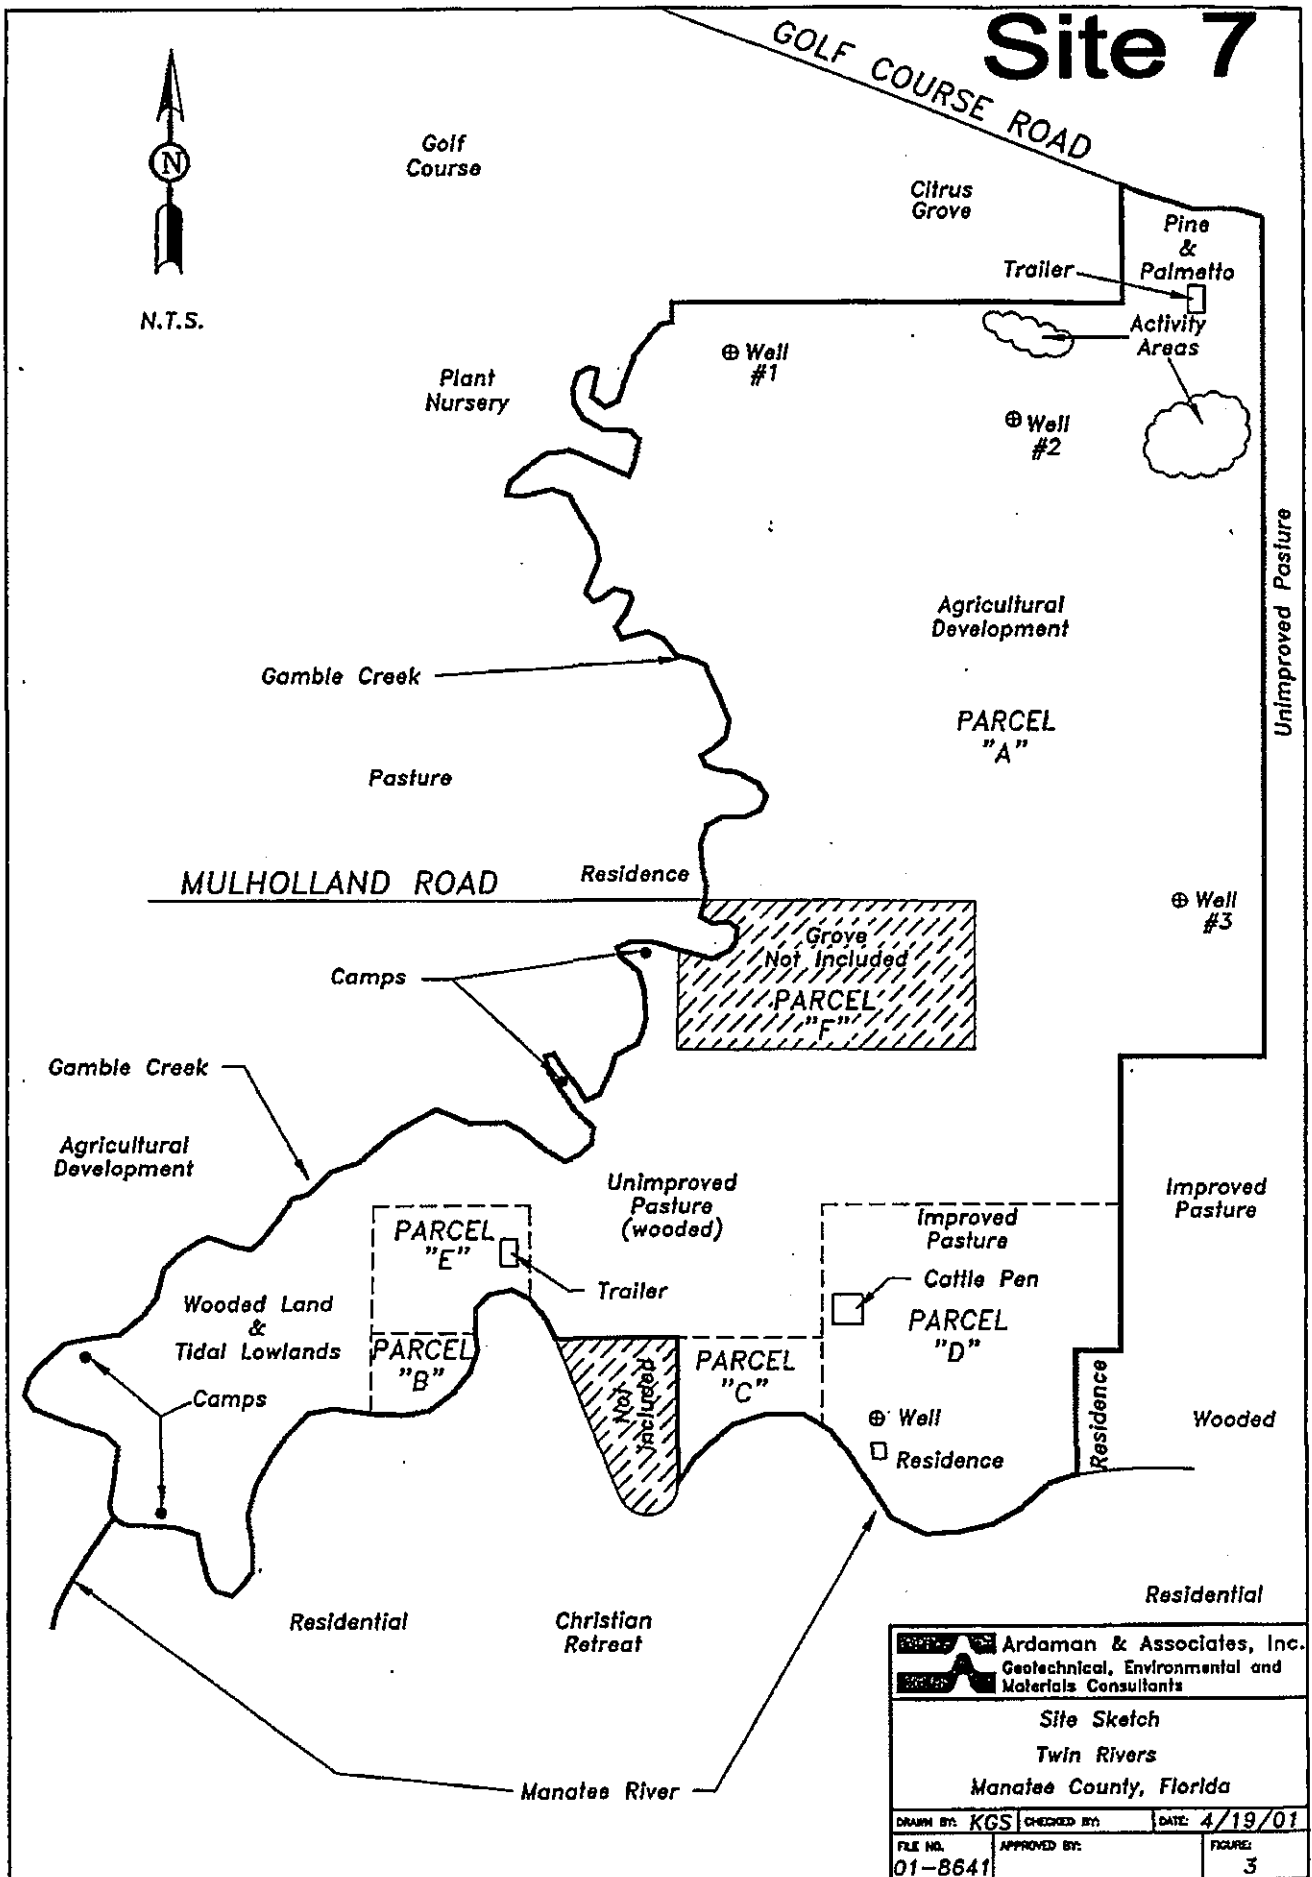 Site 7
GOLF COURSE ROAD
N
N.T.S.
Golf
Course
Citrus
Grove
Pine
&
Palmetto
Trailer
Activity
Areas
⊕ Well
#1
Plant
Nursery
⊕ Well
#2
Unimproved Pasture
Agricultural
Development
Gamble Creek
PARCEL
"A"
Pasture
MULHOLLAND ROAD
Residence
⊕ Well
#3
Grove
Not Included
PARCEL
"F"
Camps
Gamble Creek
Agricultural
Development
Unimproved
Pasture
(wooded)
Improved
Pasture
Improved
Pasture
PARCEL
"E"
Trailer
Cattle Pen
PARCEL
"D"
Wooded Land
&
Tidal Lowlands
PARCEL
"B"
Not
Included
PARCEL
"C"
Camps
⊕ Well
Residence
Residence
Wooded
Residential
Christian
Retreat
Residential
Manatee River
Ardaman & Associates, Inc.
Geotechnical, Environmental and
Materials Consultants
Site Sketch
Twin Rivers
Manatee County, Florida
DRAWN BY: KGS CHECKED BY: DATE: 4/19/01
FILE NO. APPROVED BY: FIGURE:
01-8641 3